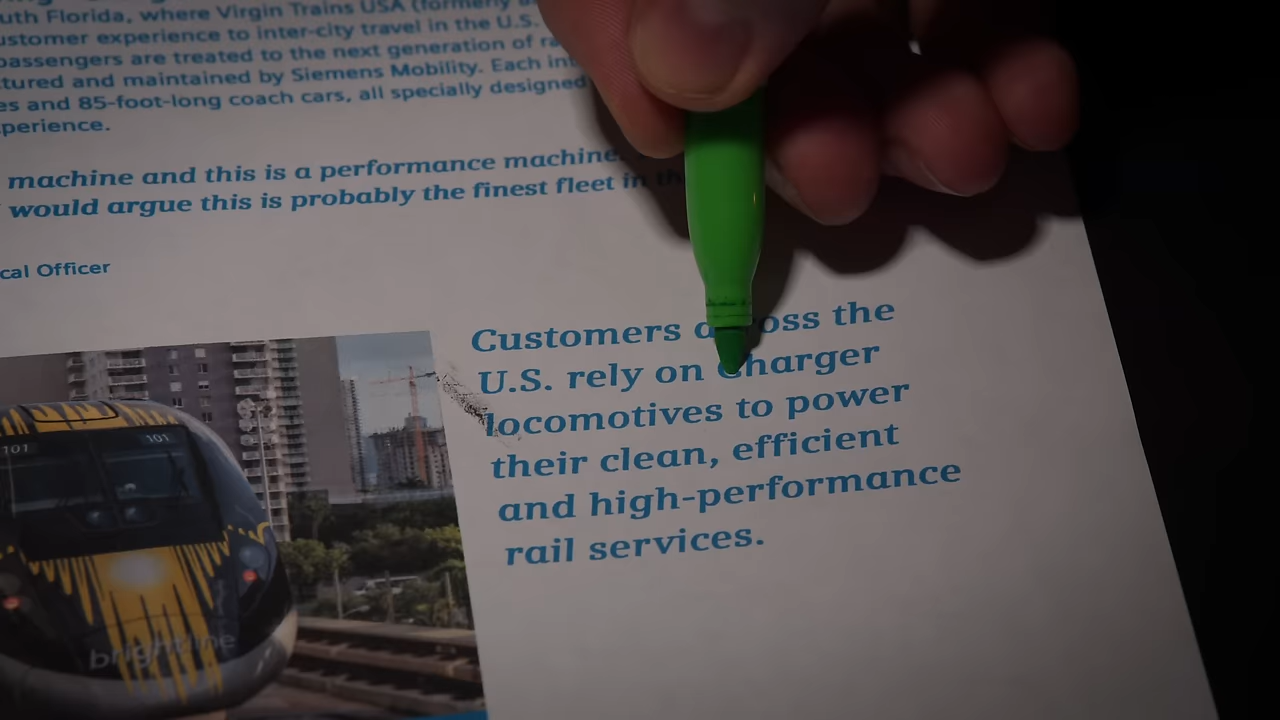 uth Florida, where Virgin Trains USA (formerly
ustomer experience to inter-city travel in the U.S.
passengers are treated to the next generation of
tured and maintained by Siemens Mobility. Each
es and 85-foot-long coach cars, all specially designed
perience.
machine and this is a performance machine.
would argue this is probably the finest fleet in th
cal Officer
Customers a oss the
U.S. rely on Charger
locomotives to power
their clean, efficient
and high-performance
rail services.
101 101
brightline